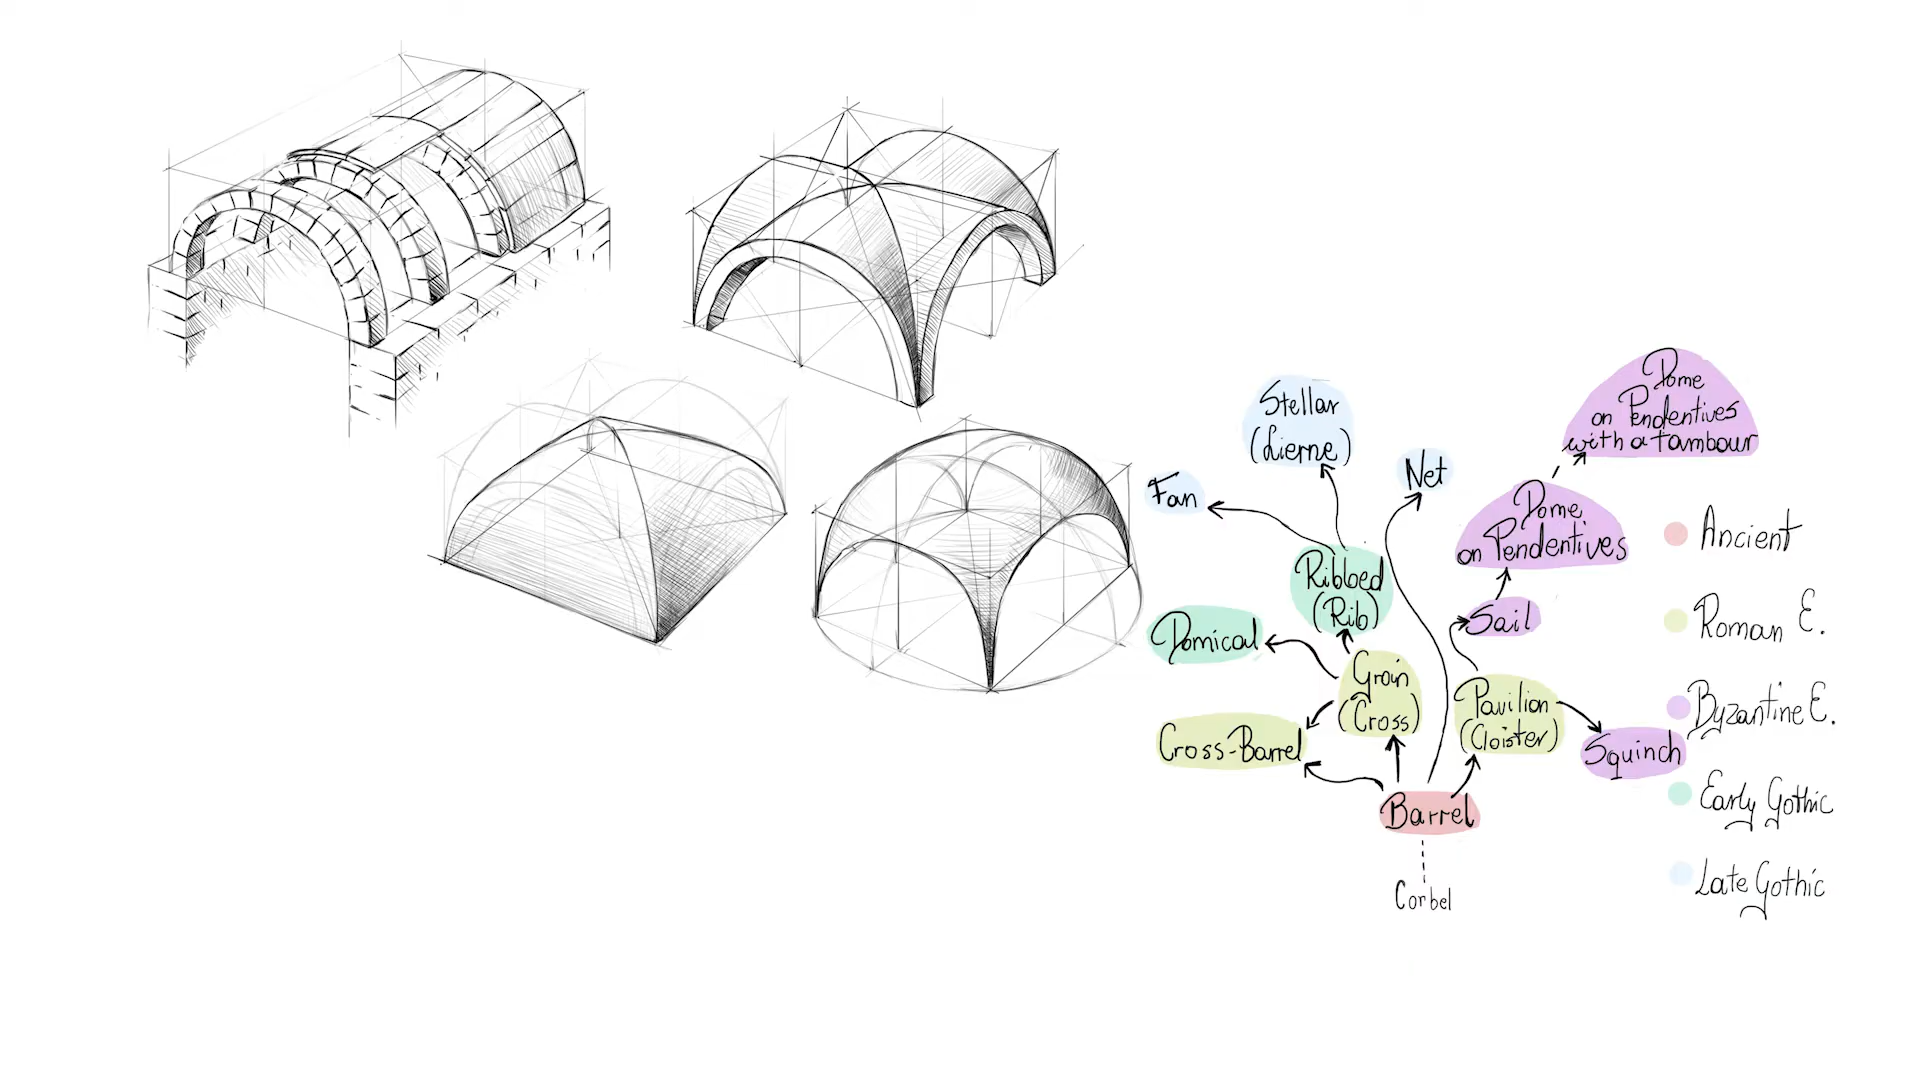 Dome
on Pendentives
with a tambour
Stellar
(Lierne)
Net
Fan
Dome
on Pendentives
Ribbed
(Rib)
Sail
Domical
Groin
(Cross)
Pavilion
(Cloister)
Cross-Barrel
Squinch
Barrel
Corbel
Ancient
Roman E.
Byzantine E.
Early Gothic
Late Gothic